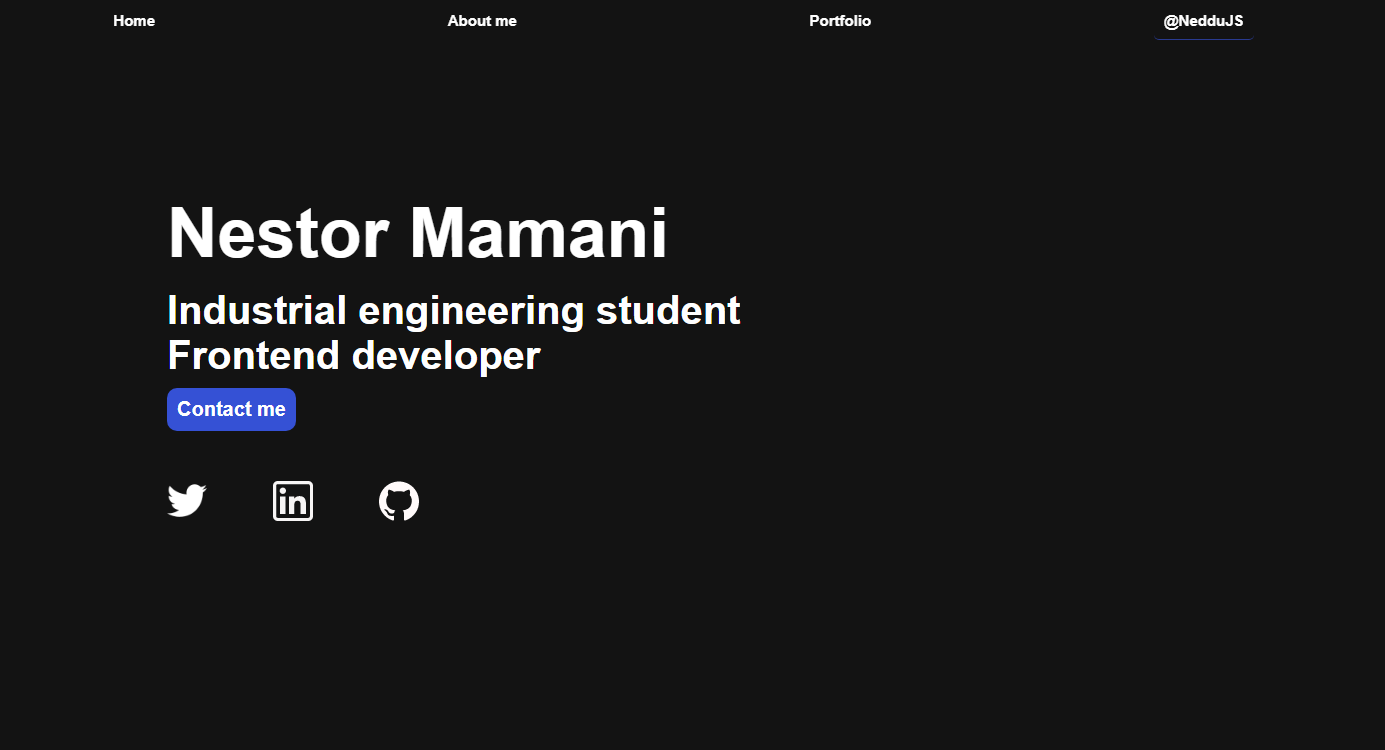 Home
About me
Portfolio
@NedduJS
Nestor Mamani
Industrial engineering student
Frontend developer
Contact me
in